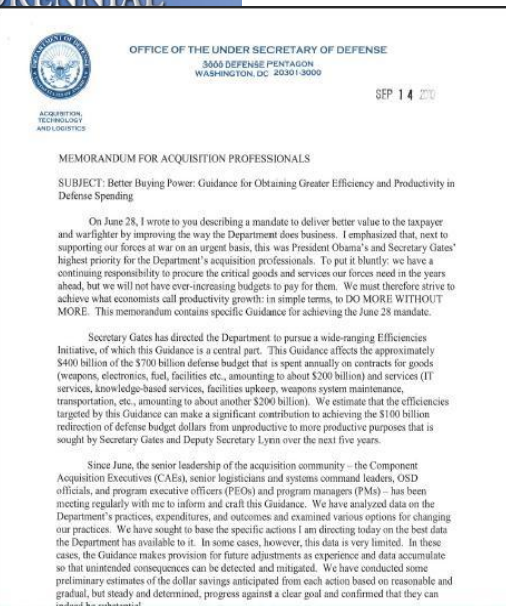 OFFICE OF THE UNDER SECRETARY OF DEFENSE
3000 DEFENSE PENTAGON
WASHINGTON, DC 20301-3000
SEP 14
ACQUISITION,
TECHNOLOGY
AND LOGISTICS
MEMORANDUM FOR ACQUISITION PROFESSIONALS
SUBJECT: Better Buying Power: Guidance for Obtaining Greater Efficiency and Productivity in
Defense Spending
On June 28, I wrote to you describing a mandate to deliver better value to the taxpayer
and warfighter by improving the way the Department does business. I emphasized that, next to
supporting our forces at war on an urgent basis, this was President Obama's and Secretary Gates'
highest priority for the Department's acquisition professionals. To put it bluntly: we have a
continuing responsibility to procure the critical goods and services our forces need in the years
ahead, but we will not have ever-increasing budgets to pay for them. We must therefore strive to
achieve what economists call productivity growth: in simple terms, to DO MORE WITHOUT
MORE. This memorandum contains specific Guidance for achieving the June 28 mandate.
Secretary Gates has directed the Department to pursue a wide-ranging Efficiencies
Initiative, of which this Guidance is a central part. This Guidance affects the approximately
$400 billion of the $700 billion defense budget that is spent annually on contracts for goods
(weapons, electronics, fuel, facilities etc., amounting to about $200 billion) and services (IT
services, knowledge-based services, facilities upkeep, weapons system maintenance,
transportation, etc., amounting to about another $200 billion). We estimate that the efficiencies
targeted by this Guidance can make a significant contribution to achieving the $100 billion
redirection of defense budget dollars from unproductive to more productive purposes that is
sought by Secretary Gates and Deputy Secretary Lynn over the next five years.
Since June, the senior leadership of the acquisition community – the Component
Acquisition Executives (CAEs), senior logisticians and systems command leaders, OSD
officials, and program executive officers (PEOs) and program managers (PMs) – has been
meeting regularly with me to inform and craft this Guidance. We have analyzed data on the
Department's practices, expenditures, and outcomes and examined various options for changing
our practices. We have sought to base the specific actions I am directing today on the best data
the Department has available to it. In some cases, however, this data is very limited. In these
cases, the Guidance makes provision for future adjustments as experience and data accumulate
so that unintended consequences can be detected and mitigated. We have conducted some
preliminary estimates of the dollar savings anticipated from each action based on reasonable and
gradual, but steady and determined, progress against a clear goal and confirmed that they can
indeed be substantial.